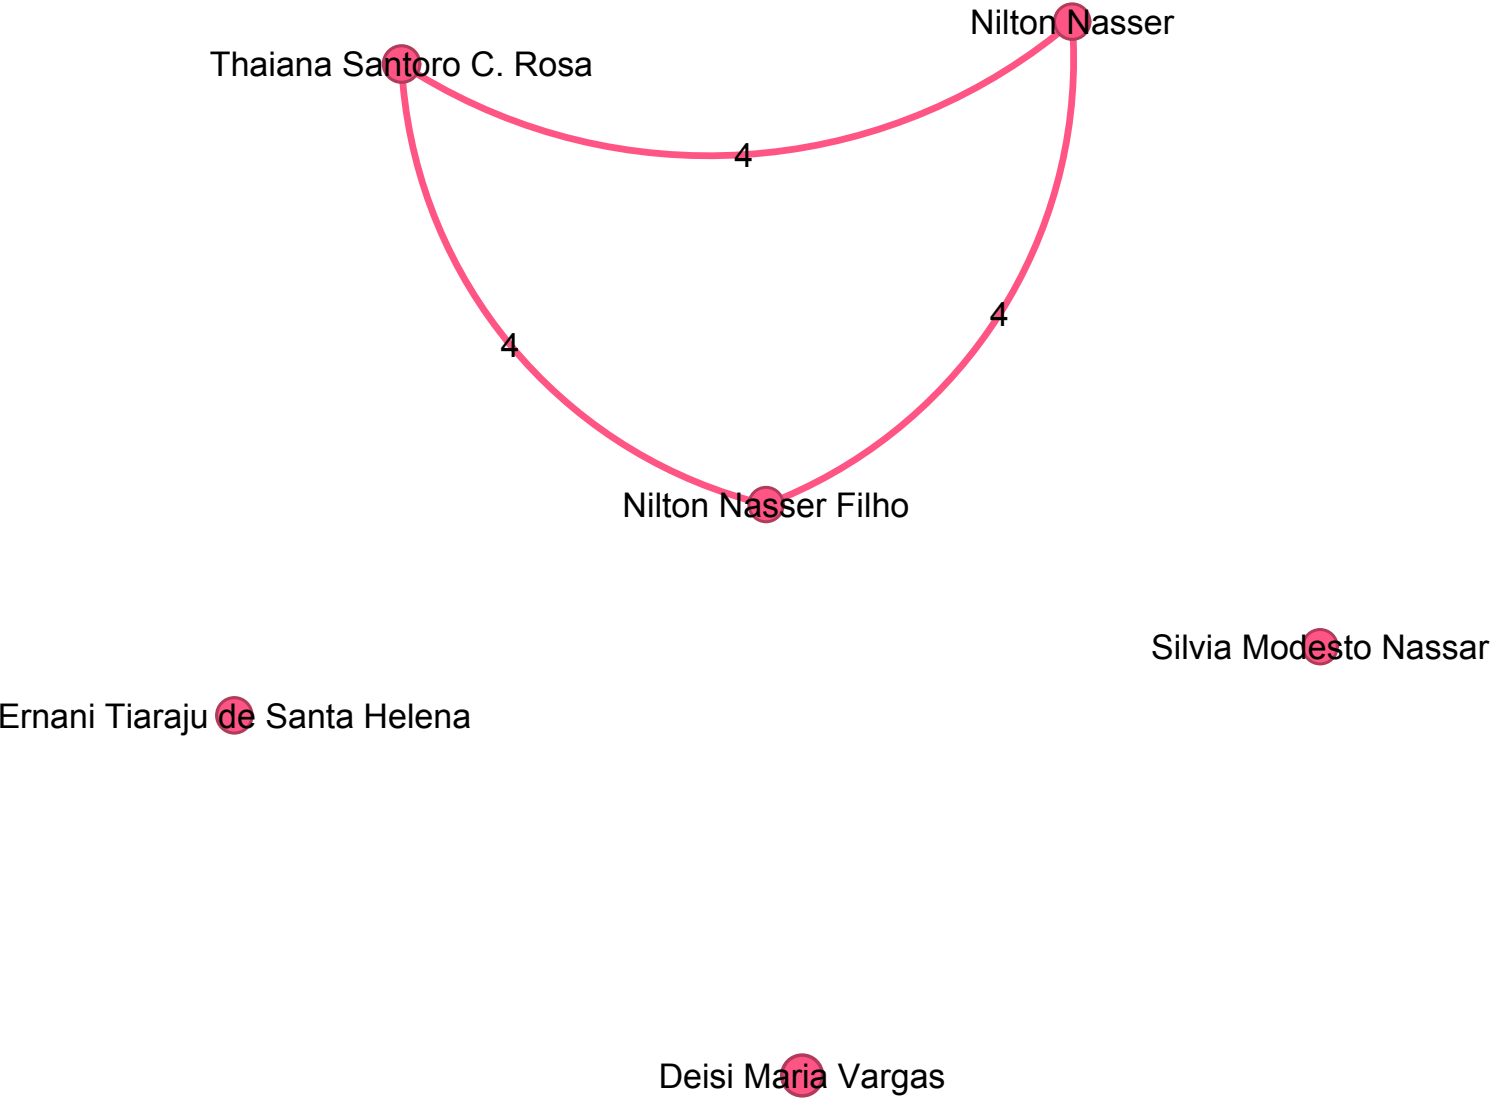 Nilton Nasser
Thaiana Santoro C. Rosa
4
4
4
Nilton Nasser Filho
Silvia Modesto Nassar
Ernani Tiaraju de Santa Helena
Deisi Maria Vargas